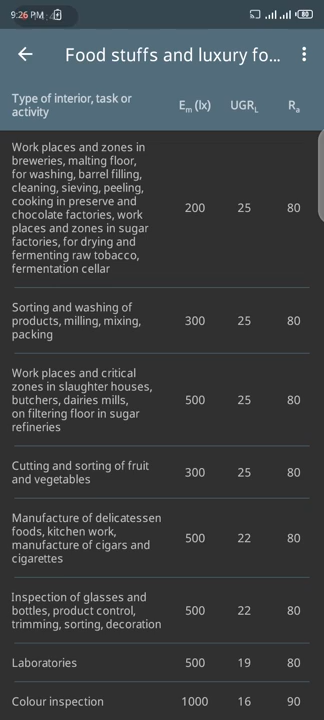 9:26 PM
80
Food stuffs and luxury fo...
Type of interior, task or
activity
Em (lx)
UGRL
Ra
Work places and zones in
breweries, malting floor,
for washing, barrel filling,
cleaning, sieving, peeling,
cooking in preserve and
chocolate factories, work
places and zones in sugar
factories, for drying and
fermenting raw tobacco,
fermentation cellar
200 25 80
Sorting and washing of
products, milling, mixing,
packing
300 25 80
Work places and critical
zones in slaughter houses,
butchers, dairies mills,
on filtering floor in sugar
refineries
500 25 80
Cutting and sorting of fruit
and vegetables
300 25 80
Manufacture of delicatessen
foods, kitchen work,
manufacture of cigars and
cigarettes
500 22 80
Inspection of glasses and
bottles, product control,
trimming, sorting, decoration
500 22 80
Laboratories 500 19 80
Colour inspection 1000 16 90